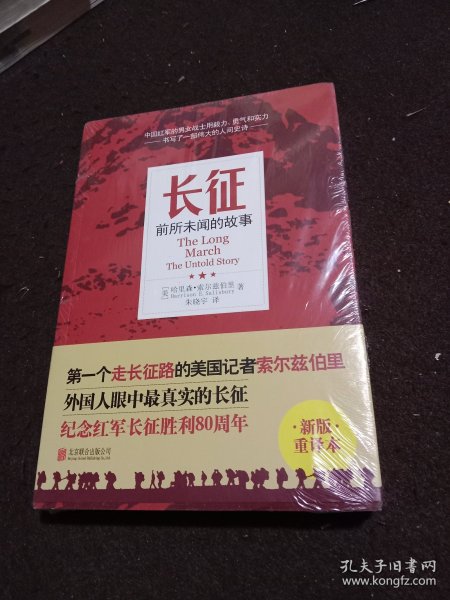 中国红军的男女战士用毅力、勇气和实力
书写了一部伟大的人间史诗
长征
前所未闻的故事
The Long
March
The Untold Story
[美] 哈里森·索尔兹伯里 著
Harrison E. Salisbury
朱晓宇 译
第一个走长征路的美国记者索尔兹伯里
外国人眼中最真实的长征
纪念红军长征胜利80周年
·新版·
重译本
北京联合出版公司
孔夫子旧书网
www.kongfz.com